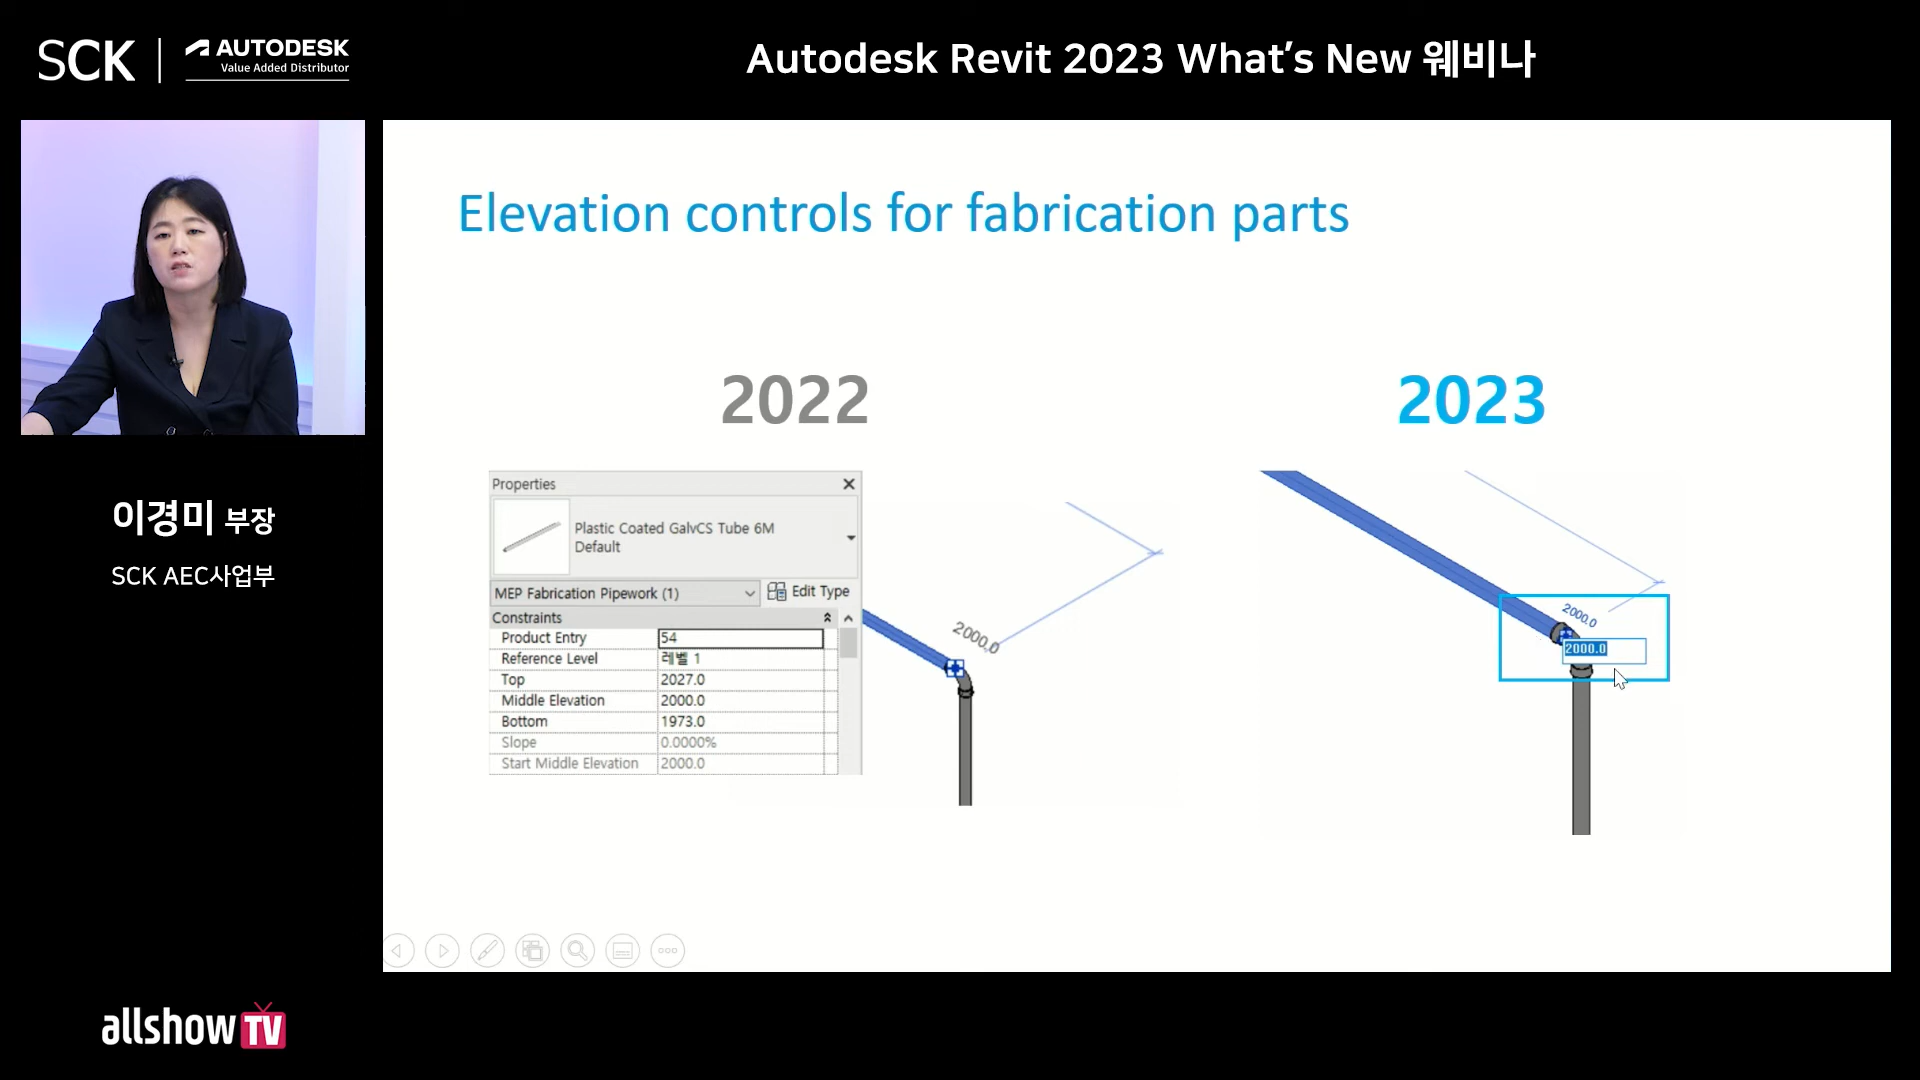 SCK
AUTODESK
Value Added Distributor
Autodesk Revit 2023 What's New 웨비나
이경미 부장
SCK AEC사업부
allshow TV
Elevation controls for fabrication parts
2022
2023
Properties
Plastic Coated GalvCS Tube 6M
Default
MEP Fabrication Pipework (1)
Edit Type
Constraints
Product Entry 54
Reference Level 레벨 1
Top 2027.0
Middle Elevation 2000.0
Bottom 1973.0
Slope 0.0000%
Start Middle Elevation 2000.0
2000.0
2000.0
2000.0